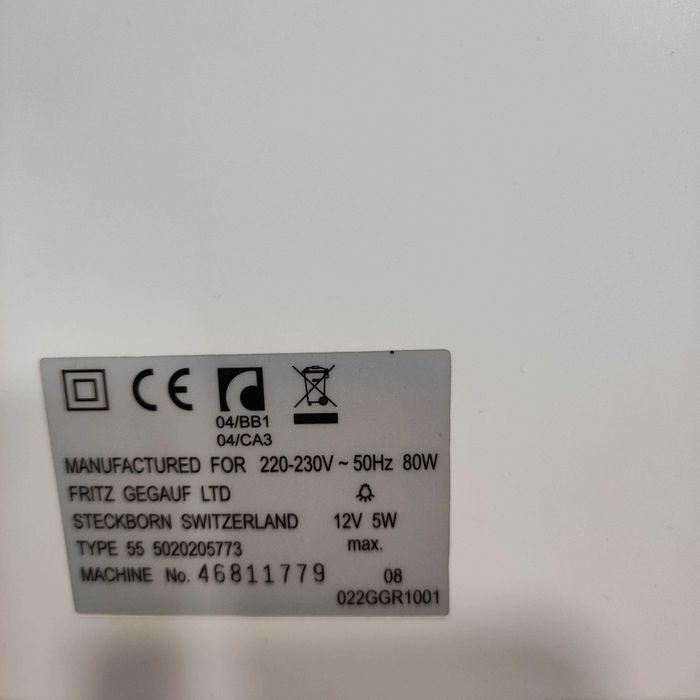 CE
04/BB1
04/CA3
MANUFACTURED FOR 220-230V ~ 50Hz 80W
FRITZ GEGAUF LTD
STECKBORN SWITZERLAND 12V 5W
TYPE 55 5020205773 max.
MACHINE No. 46811779 08
022GGR1001